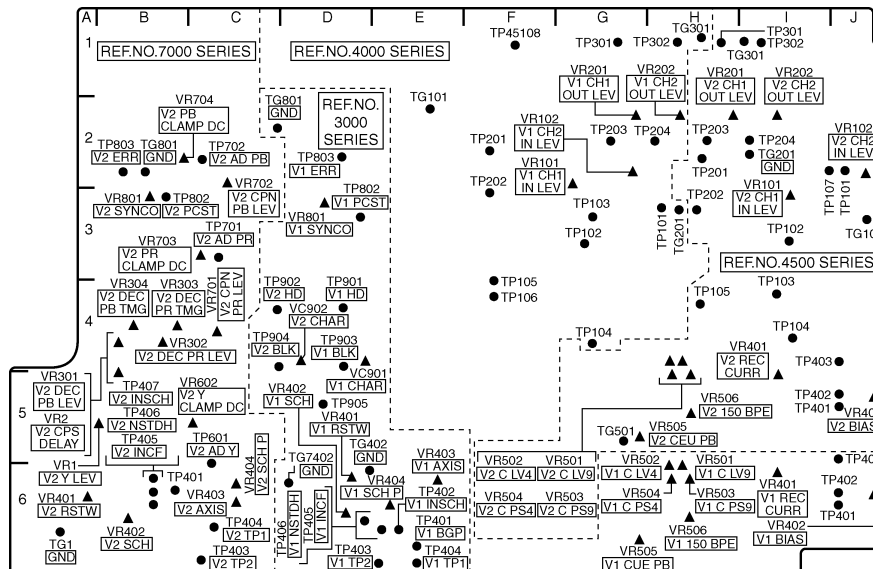 A B C D E F G H I J
1
REF.NO.7000 SERIES
REF.NO.4000 SERIES
TP45108
TP301
TP302
TG301
TG301
TP301
TP302
VR704
V2 PB
CLAMP DC
TG801
GND
REF.NO.
3000
SERIES
TG101
VR201
V1 CH1
OUT LEV
VR202
V1 CH2
OUT LEV
VR201
V2 CH1
OUT LEV
VR202
V2 CH2
OUT LEV
2
TP803
V2 ERR
TG801
GND
TP702
V2 AD PB
TP803
V1 ERR
TP201
VR102
V1 CH2
IN LEV
TP203
TP204
TP203
TP204
VR102
V2 CH2
IN LEV
TP201
TG201
GND
VR101
V1 CH1
IN LEV
TP202
VR801
V2 SYNCO
TP802
V2 PCST
VR702
V2 CPN
PB LEV
TP802
V1 PCST
VR801
V1 SYNCO
TP101
TG201
TP202
VR101
V2 CH1
IN LEV
TP107
TP101
3
VR703
V2 PR
CLAMP DC
TP701
V2 AD PR
TP103
TP102
TP102
TG10
REF.NO.4500 SERIES
4
VR304
V2 DEC
PB TMG
VR303
V2 DEC
PR TMG
VR701
V2 CPN
PR LEV
TP902
V2 HD
TP901
V1 HD
VC902
V2 CHAR
TP105
TP106
TP105
TP103
VR302
V2 DEC PR LEV
TP904
V2 BLK
TP903
V1 BLK
TP104
TP104
VC901
V1 CHAR
VR401
V2 REC
CURR
TP403
5
VR301
V2 DEC
PB LEV
TP407
V2 INSCH
VR602
V2 Y
CLAMP DC
VR402
V1 SCH
TP905
VR506
V2 150 BPE
TP402
TP401
VR2
V2 CPS
DELAY
TP406
V2 NSTDH
VR401
V1 RSTW
VR40
V2 BIAS
TP405
V2 INCF
TP601
V2 AD Y
VR404
V2 SCH P
TG402
GND
TG501
VR505
V2 CEU PB
6
VR1
V2 Y LEV
TP401
TG7402
GND
VR403
V1 AXIS
VR502
V2 C LV4
VR501
V2 C LV9
VR502
V1 C LV4
VR501
V1 C LV9
TP40
VR401
V2 RSTW
VR403
V2 AXIS
VR404
V1 SCH P
TP402
V1 INSCH
VR504
V2 C PS4
VR503
V2 C PS9
VR504
V1 C PS4
VR503
V1 C PS9
VR401
V1 REC
CURR
TP402
TP401
TP406
V1 NSTDH
TP405
V1 INCF
TG1
GND
VR402
V2 SCH
TP404
V2 TP1
TP401
V1 BGP
VR506
V1 150 BPE
VR402
V1 BIAS
TP403
V2 TP2
TP403
V1 TP2
TP404
V1 TP1
VR505
V1 CUE PB